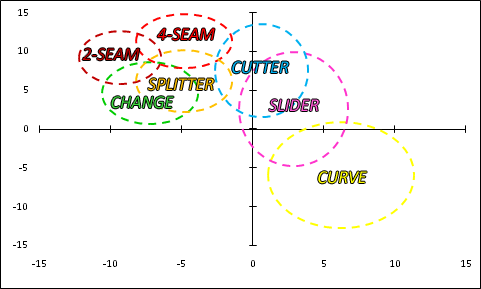 15
4-SEAM
10
2-SEAM
CUTTER
SPLITTER
5
CHANGE
SLIDER
0
-5
CURVE
-10
-15
-15 -10 -5 0 5 10 15